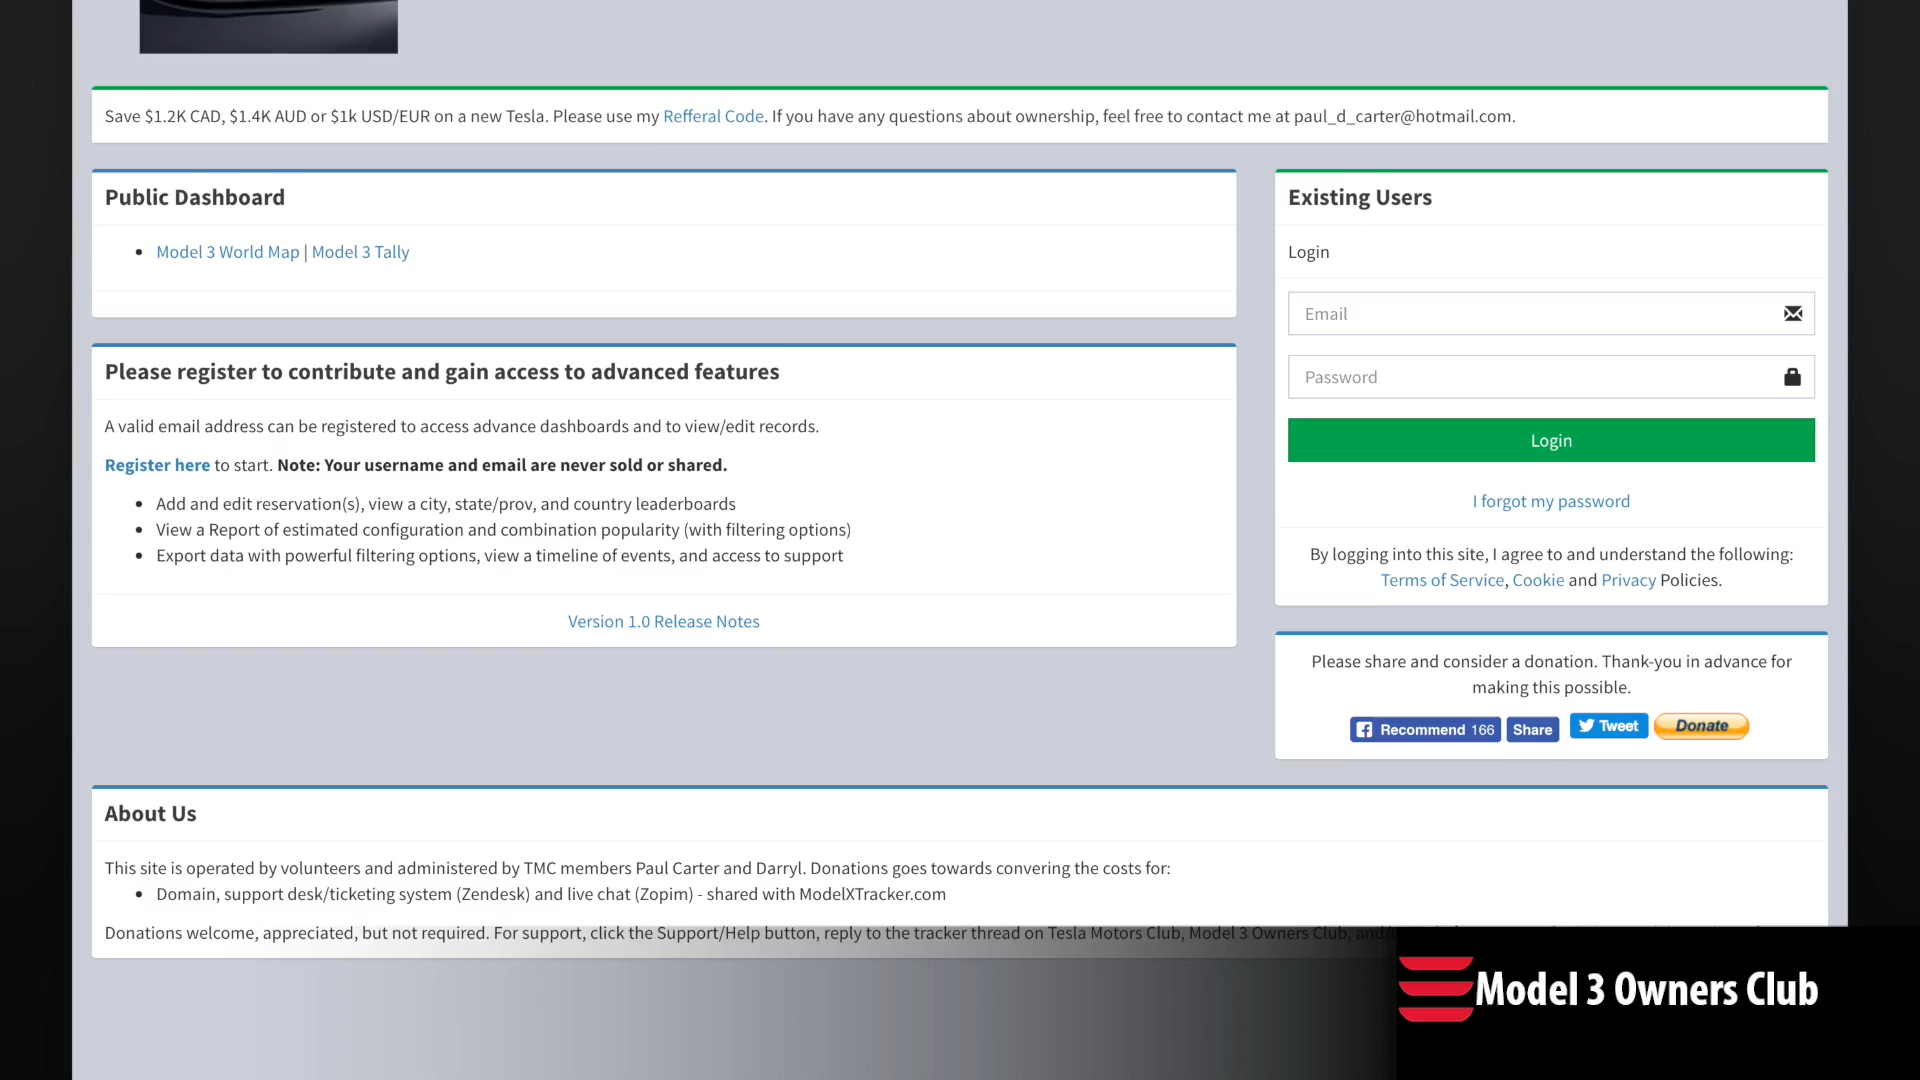 Save $1.2K CAD, $1.4K AUD or $1k USD/EUR on a new Tesla. Please use my Refferal Code. If you have any questions about ownership, feel free to contact me at paul_d_carter@hotmail.com.
Public Dashboard
Model 3 World Map | Model 3 Tally
Please register to contribute and gain access to advanced features
A valid email address can be registered to access advance dashboards and to view/edit records.
Register here to start. Note: Your username and email are never sold or shared.
Add and edit reservation(s), view a city, state/prov, and country leaderboards
View a Report of estimated configuration and combination popularity (with filtering options)
Export data with powerful filtering options, view a timeline of events, and access to support
Version 1.0 Release Notes
Existing Users
Login
Email
Password
Login
I forgot my password
By logging into this site, I agree to and understand the following:
Terms of Service, Cookie and Privacy Policies.
Please share and consider a donation. Thank-you in advance for
making this possible.
Recommend 166 Share Tweet Donate
About Us
This site is operated by volunteers and administered by TMC members Paul Carter and Darryl. Donations goes towards convering the costs for:
Domain, support desk/ticketing system (Zendesk) and live chat (Zopim) - shared with ModelXTracker.com
Donations welcome, appreciated, but not required. For support, click the Support/Help button, reply to the tracker thread on Tesla Motors Club, Model 3 Owners Club, and/
Model 3 Owners Club